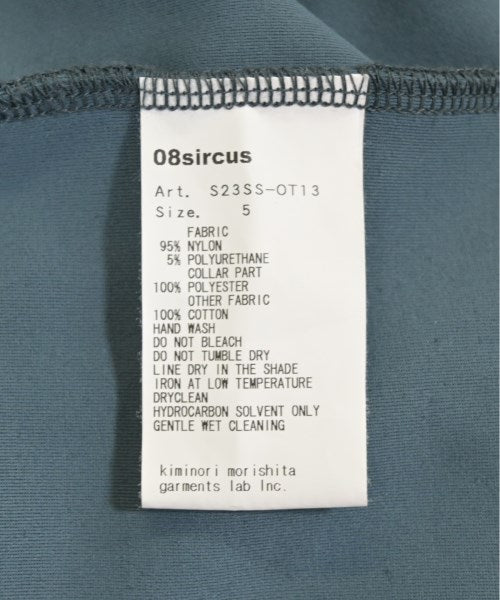 08sircus
Art. S23SS-OT13
Size. 5
FABRIC
95% NYLON
5% POLYURETHANE
COLLAR PART
100% POLYESTER
OTHER FABRIC
100% COTTON
HAND WASH
DO NOT BLEACH
DO NOT TUMBLE DRY
LINE DRY IN THE SHADE
IRON AT LOW TEMPERATURE
DRYCLEAN
HYDROCARBON SOLVENT ONLY
GENTLE WET CLEANING
kiminori morishita
garments lab Inc.